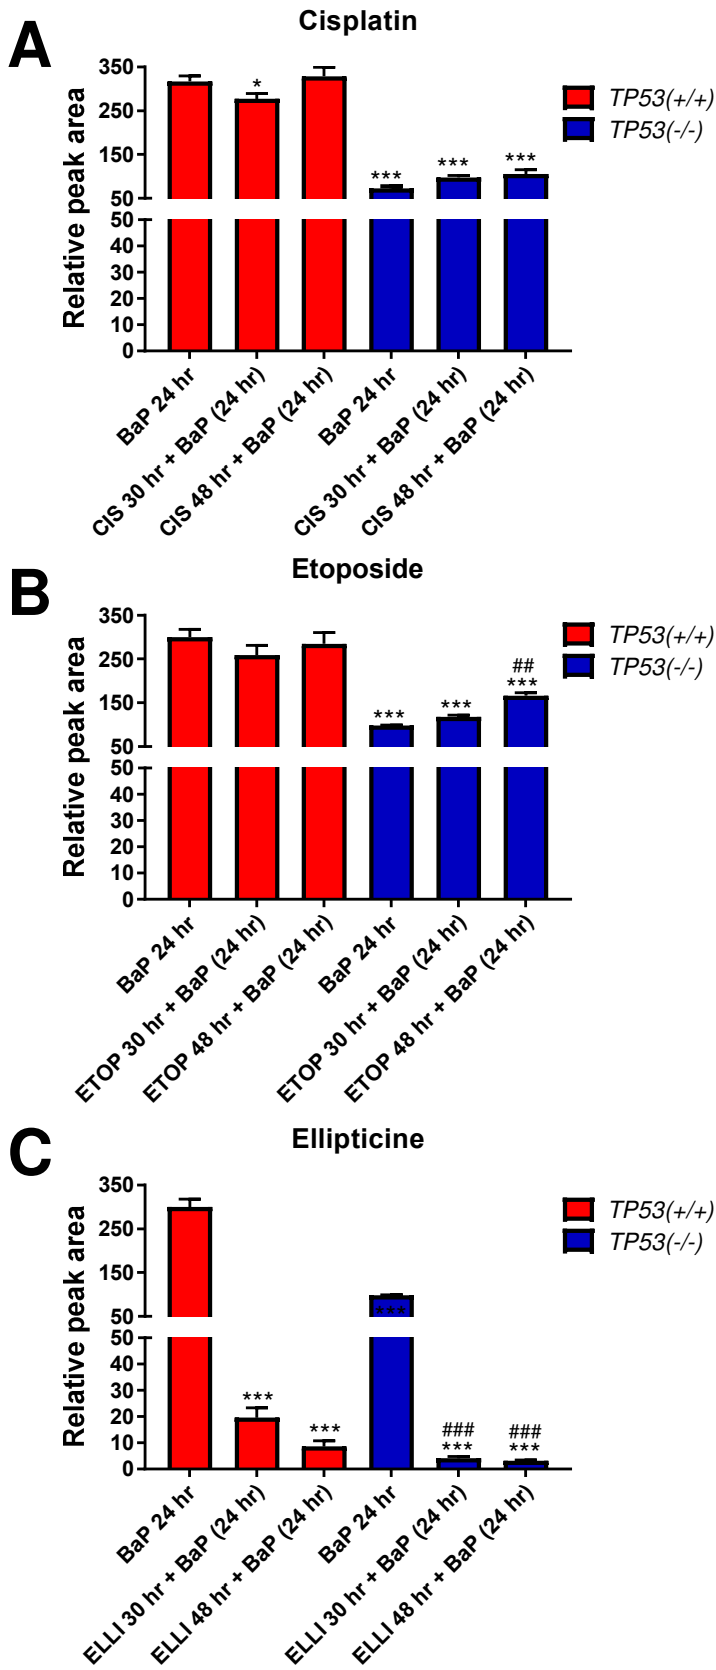 A
Cisplatin
Relative peak area
350
250
150
50
50
40
30
20
10
0
*
***
***
***
TP53(+/+)
TP53(-/-)
BaP 24 hr
CIS 30 hr + BaP (24 hr)
CIS 48 hr + BaP (24 hr)
BaP 24 hr
CIS 30 hr + BaP (24 hr)
CIS 48 hr + BaP (24 hr)
B
Etoposide
Relative peak area
350
250
150
50
50
40
30
20
10
0
***
***
##
***
TP53(+/+)
TP53(-/-)
BaP 24 hr
ETOP 30 hr + BaP (24 hr)
ETOP 48 hr + BaP (24 hr)
BaP 24 hr
ETOP 30 hr + BaP (24 hr)
ETOP 48 hr + BaP (24 hr)
C
Ellipticine
Relative peak area
350
250
150
50
50
40
30
20
10
0
***
***
***
###
***
###
***
TP53(+/+)
TP53(-/-)
BaP 24 hr
ELLI 30 hr + BaP (24 hr)
ELLI 48 hr + BaP (24 hr)
BaP 24 hr
ELLI 30 hr + BaP (24 hr)
ELLI 48 hr + BaP (24 hr)